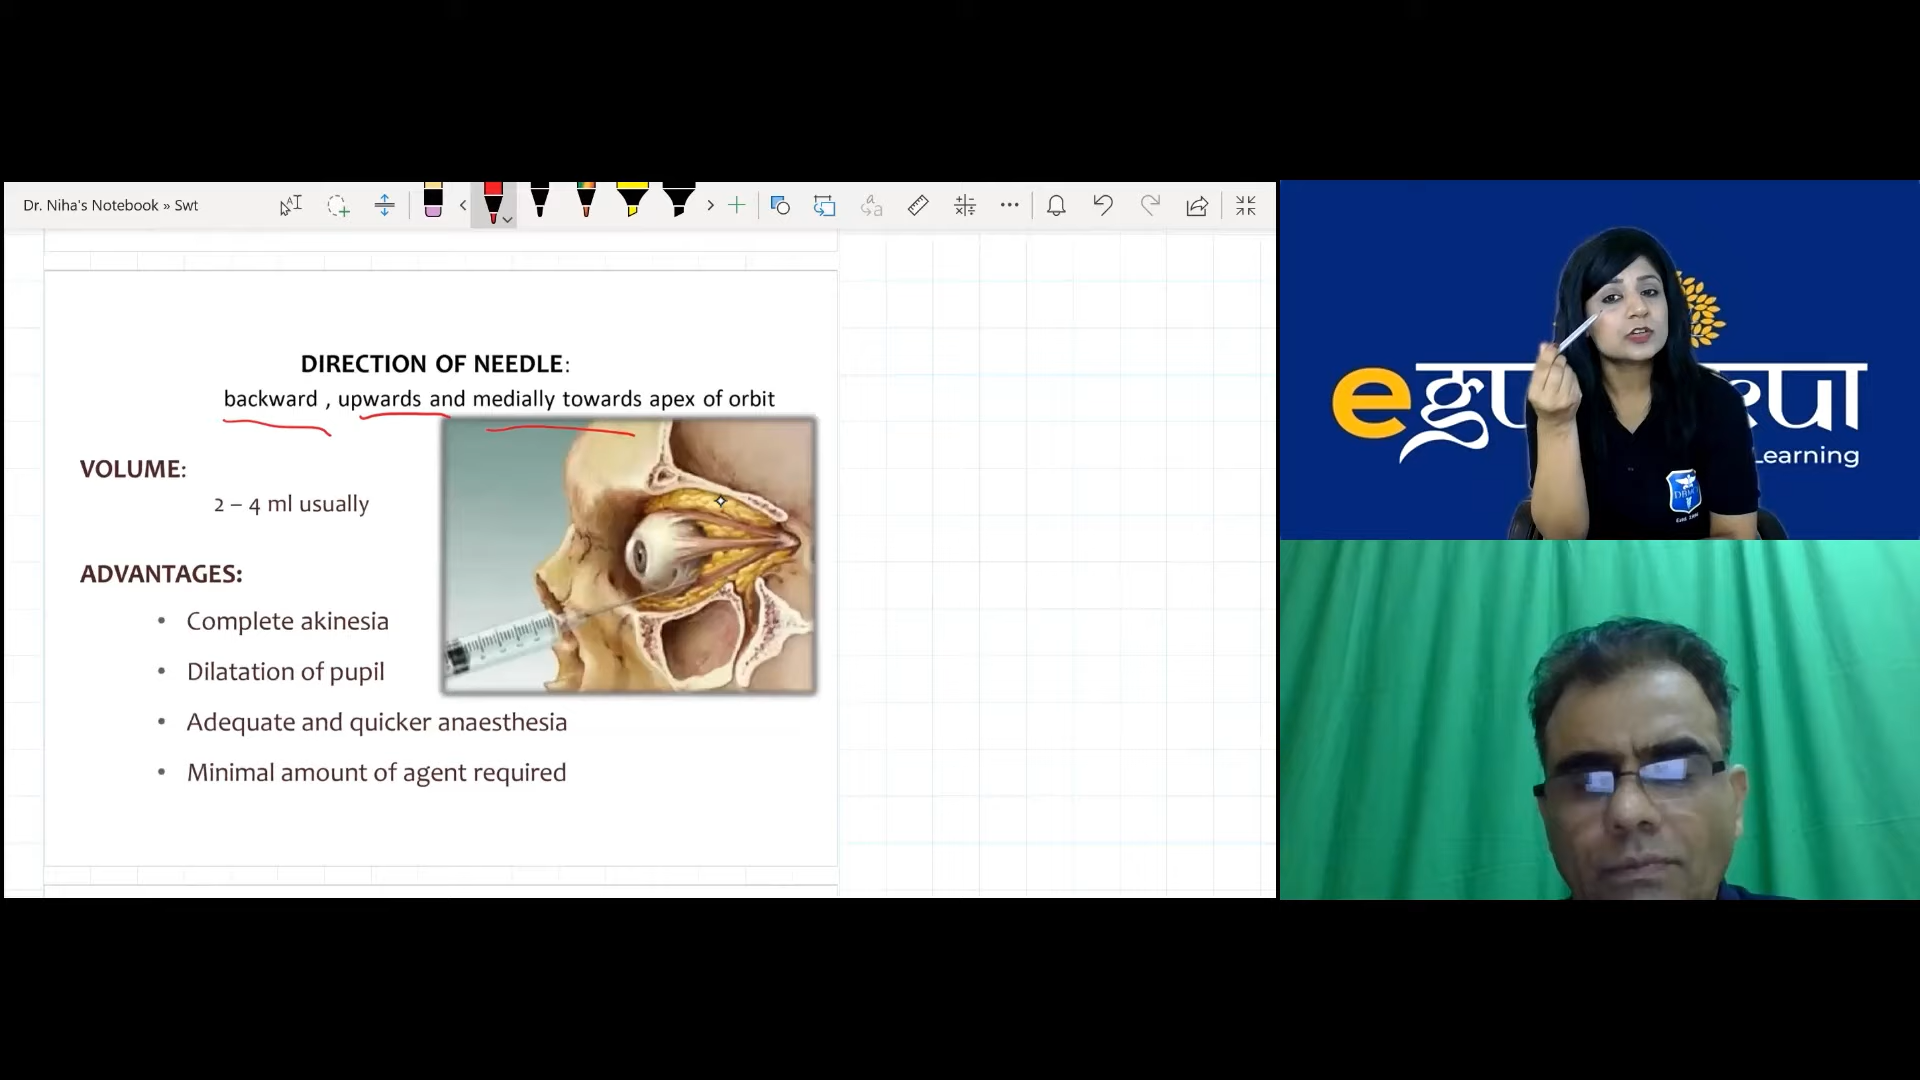 Dr. Niha's Notebook » Swt
DIRECTION OF NEEDLE:
backward , upwards and medially towards apex of orbit
VOLUME:
2 – 4 ml usually
ADVANTAGES:
• Complete akinesia
• Dilatation of pupil
• Adequate and quicker anaesthesia
• Minimal amount of agent required
Learning